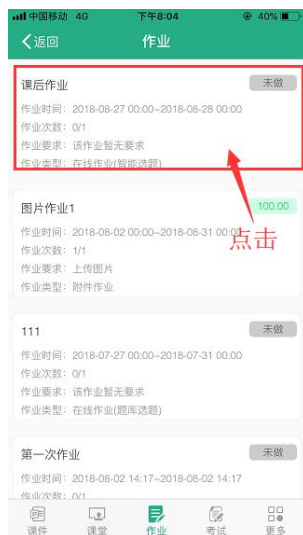 中国移动 4G 下午8:04 40%
返回 作业
课后作业 未做
作业时间：2018-08-27 00:00~2018-08-28 00:00
作业次数：0/1
作业要求：该作业暂无要求
作业类型：在线作业(智能选题)
图片作业1 100.00
作业时间：2018-08-02 00:00~2018-08-31 00:00
作业次数：1/1
点击
作业要求：上传图片
作业类型：附件作业
111 未做
作业时间：2018-07-27 00:00~2018-07-31 00:00
作业次数：0/1
作业要求：该作业暂无要求
作业类型：在线作业(题库选题)
第一次作业 未做
作业时间：2018-08-02 14:17~2018-08-02 14:17
作业次数：0/1
课件 课堂 作业 考试 更多